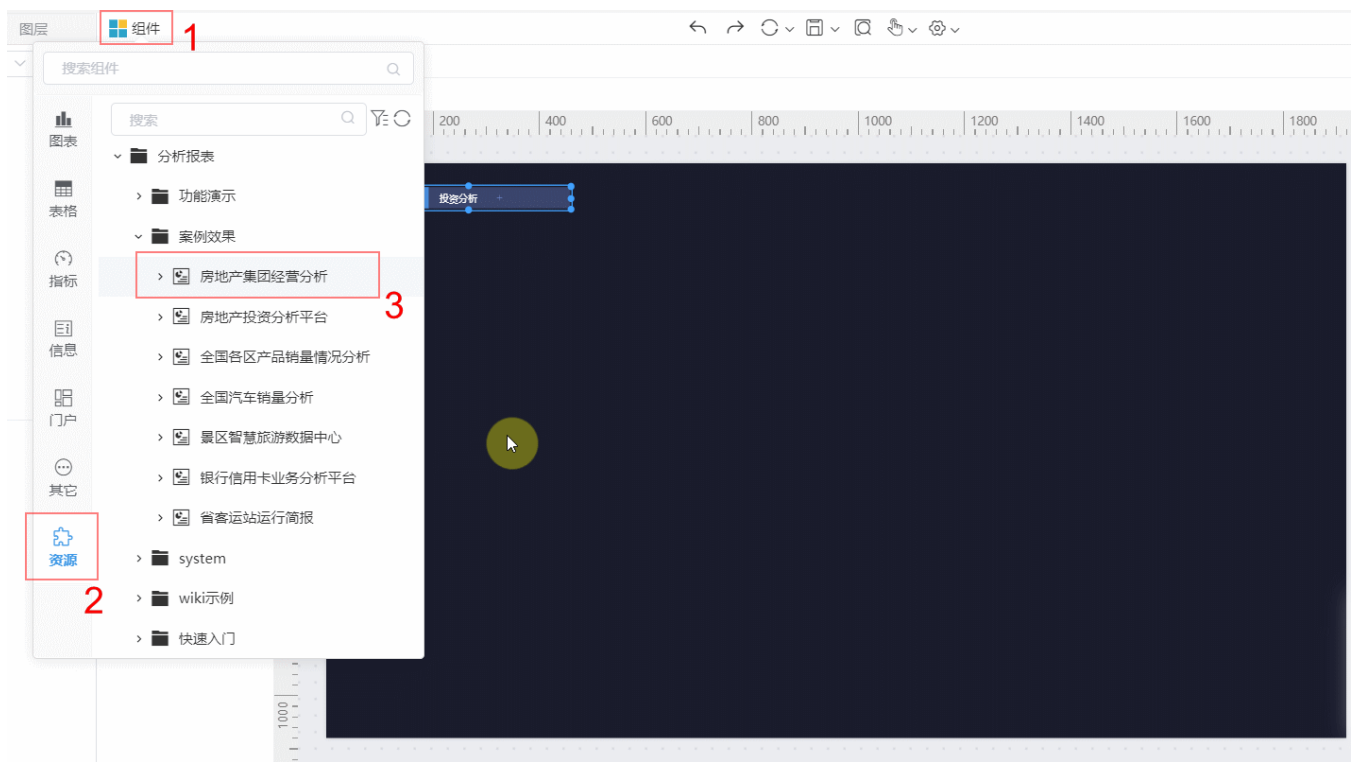 图层
组件
1
搜索组件
搜索
图表
表格
指标
信息
门户
其它
资源
2
分析报表
功能演示
案例效果
房地产集团经营分析
3
房地产投资分析平台
全国各区产品销量情况分析
全国汽车销量分析
景区智慧旅游数据中心
银行信用卡业务分析平台
省客运站运行简报
system
wiki示例
快速入门
200 400 600 800 1000 1200 1400 1600 1800
投资分析 +
1000